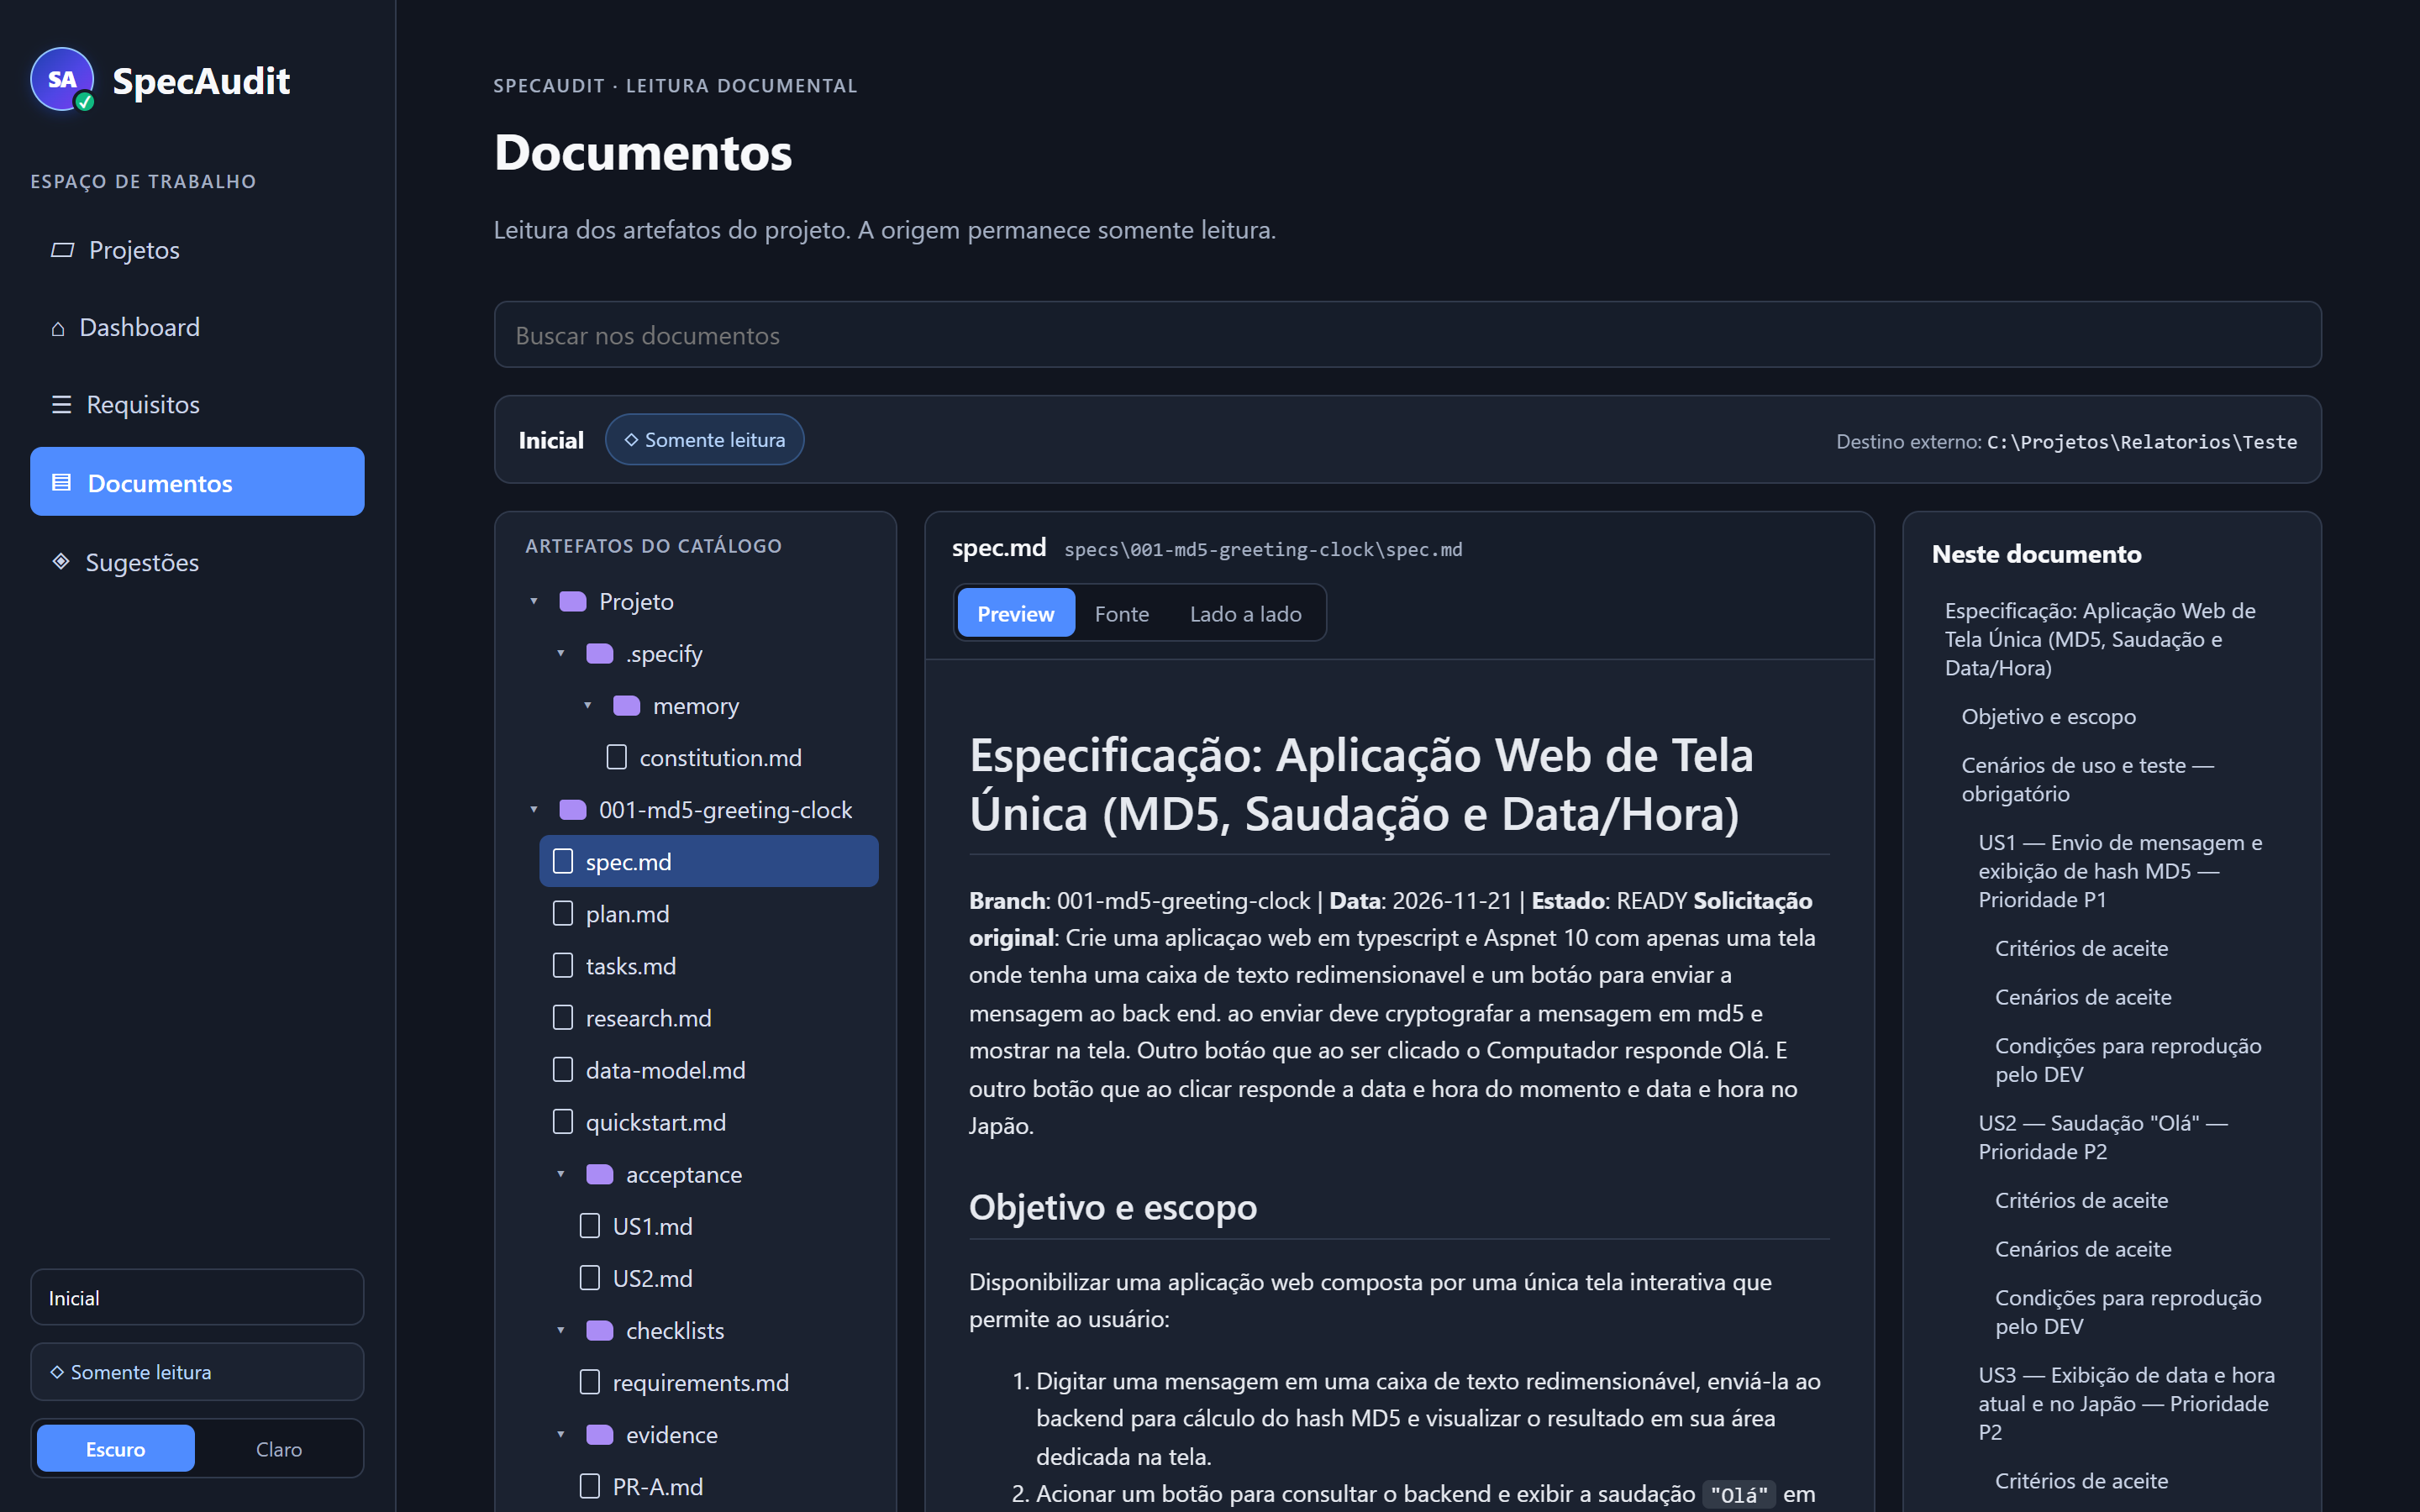 SA
SpecAudit
ESPAÇO DE TRABALHO
Projetos
Dashboard
Requisitos
Documentos
Sugestões
Inicial
Somente leitura
Escuro
Claro
SPECAUDIT · LEITURA DOCUMENTAL
Documentos
Leitura dos artefatos do projeto. A origem permanece somente leitura.
Buscar nos documentos
Inicial
Somente leitura
Destino externo: C:\Projetos\Relatorios\Teste
ARTEFATOS DO CATÁLOGO
Projeto
.specify
memory
constitution.md
001-md5-greeting-clock
spec.md
plan.md
tasks.md
research.md
data-model.md
quickstart.md
acceptance
US1.md
US2.md
checklists
requirements.md
evidence
PR-A.md
spec.md specs\001-md5-greeting-clock\spec.md
Preview
Fonte
Lado a lado
Especificação: Aplicação Web de Tela
Única (MD5, Saudação e Data/Hora)
Branch: 001-md5-greeting-clock | Data: 2026-11-21 | Estado: READY Solicitação
original: Crie uma aplicaçao web em typescript e Aspnet 10 com apenas uma tela
onde tenha uma caixa de texto redimensionavel e um botáo para enviar a
mensagem ao back end. ao enviar deve cryptografar a mensagem em md5 e
mostrar na tela. Outro botáo que ao ser clicado o Computador responde Olá. E
outro botão que ao clicar responde a data e hora do momento e data e hora no
Japão.
Objetivo e escopo
Disponibilizar uma aplicação web composta por uma única tela interativa que
permite ao usuário:
1. Digitar uma mensagem em uma caixa de texto redimensionável, enviá-la ao
backend para cálculo do hash MD5 e visualizar o resultado em sua área
dedicada na tela.
2. Acionar um botão para consultar o backend e exibir a saudação "Olá" em
Neste documento
Especificação: Aplicação Web de
Tela Única (MD5, Saudação e
Data/Hora)
Objetivo e escopo
Cenários de uso e teste —
obrigatório
US1 — Envio de mensagem e
exibição de hash MD5 —
Prioridade P1
Critérios de aceite
Cenários de aceite
Condições para reprodução
pelo DEV
US2 — Saudação "Olá" —
Prioridade P2
Critérios de aceite
Cenários de aceite
Condições para reprodução
pelo DEV
US3 — Exibição de data e hora
atual e no Japão — Prioridade
P2
Critérios de aceite